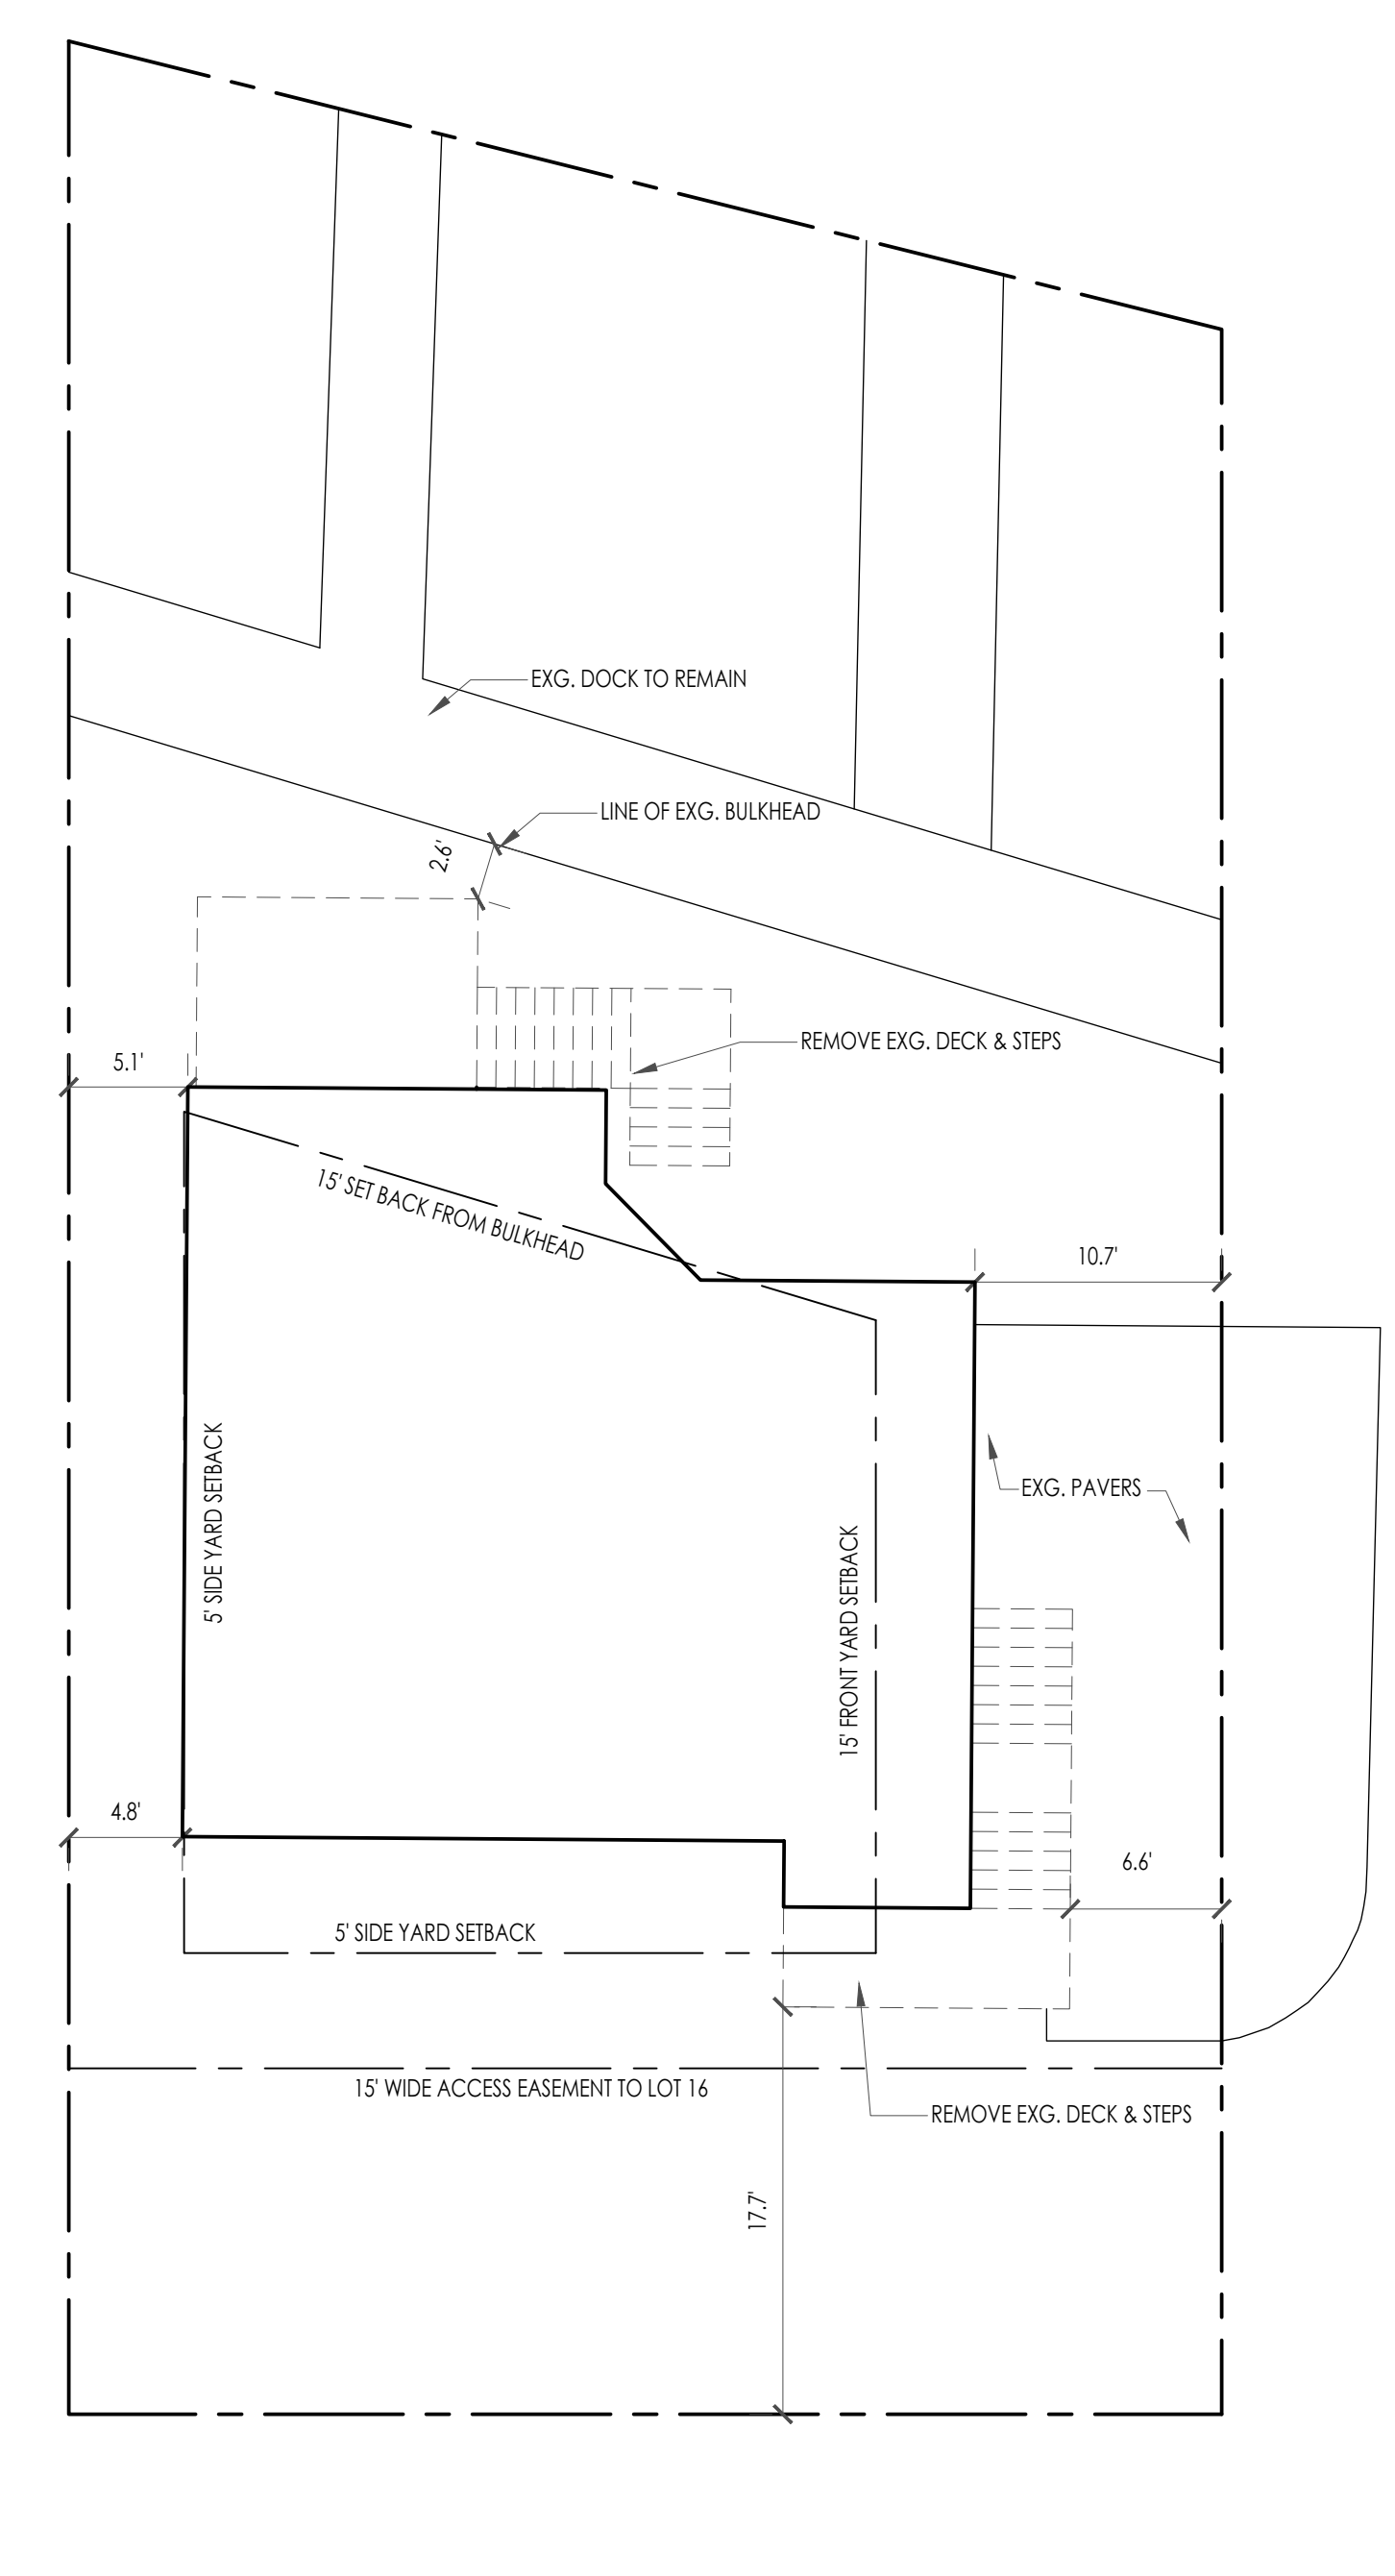 EXG. DOCK TO REMAIN
LINE OF EXG. BULKHEAD
2.6'
REMOVE EXG. DECK & STEPS
5.1'
15' SET BACK FROM BULKHEAD
10.7'
5' SIDE YARD SETBACK
EXG. PAVERS
15' FRONT YARD SETBACK
4.8'
6.6'
5' SIDE YARD SETBACK
15' WIDE ACCESS EASEMENT TO LOT 16
REMOVE EXG. DECK & STEPS
17.7'